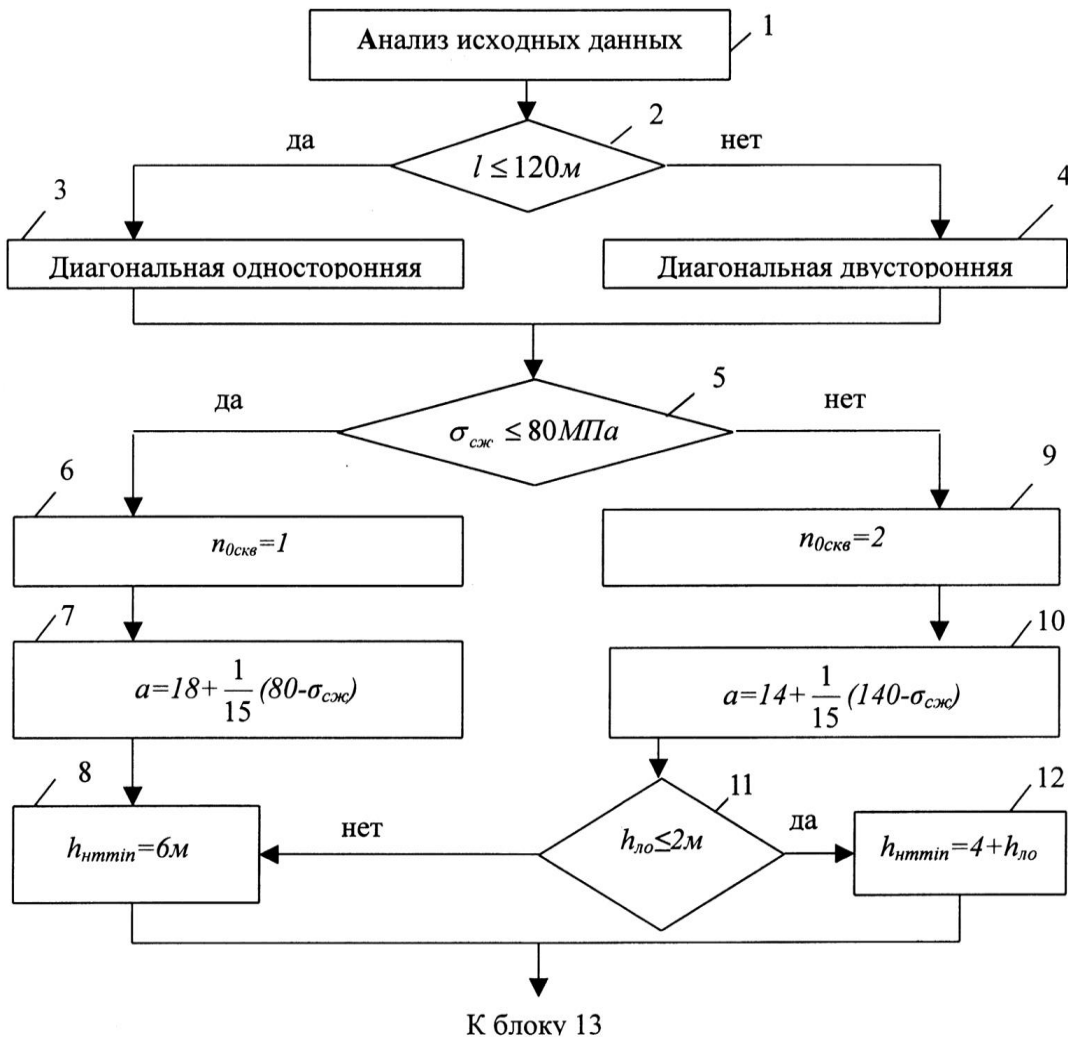 Анализ исходных данных
1
2
да
нет
l ≤ 120м
3
4
Диагональная односторонняя
Диагональная двусторонняя
5
да
нет
σсж ≤ 80МПа
6
9
n0скв=1
n0скв=2
7
10
a=18+1/15(80-σсж)
a=14+1/15(140-σсж)
8
11
12
нет
да
hнтmin=6м
hло≤2м
hнтmin=4+hло
К блоку 13